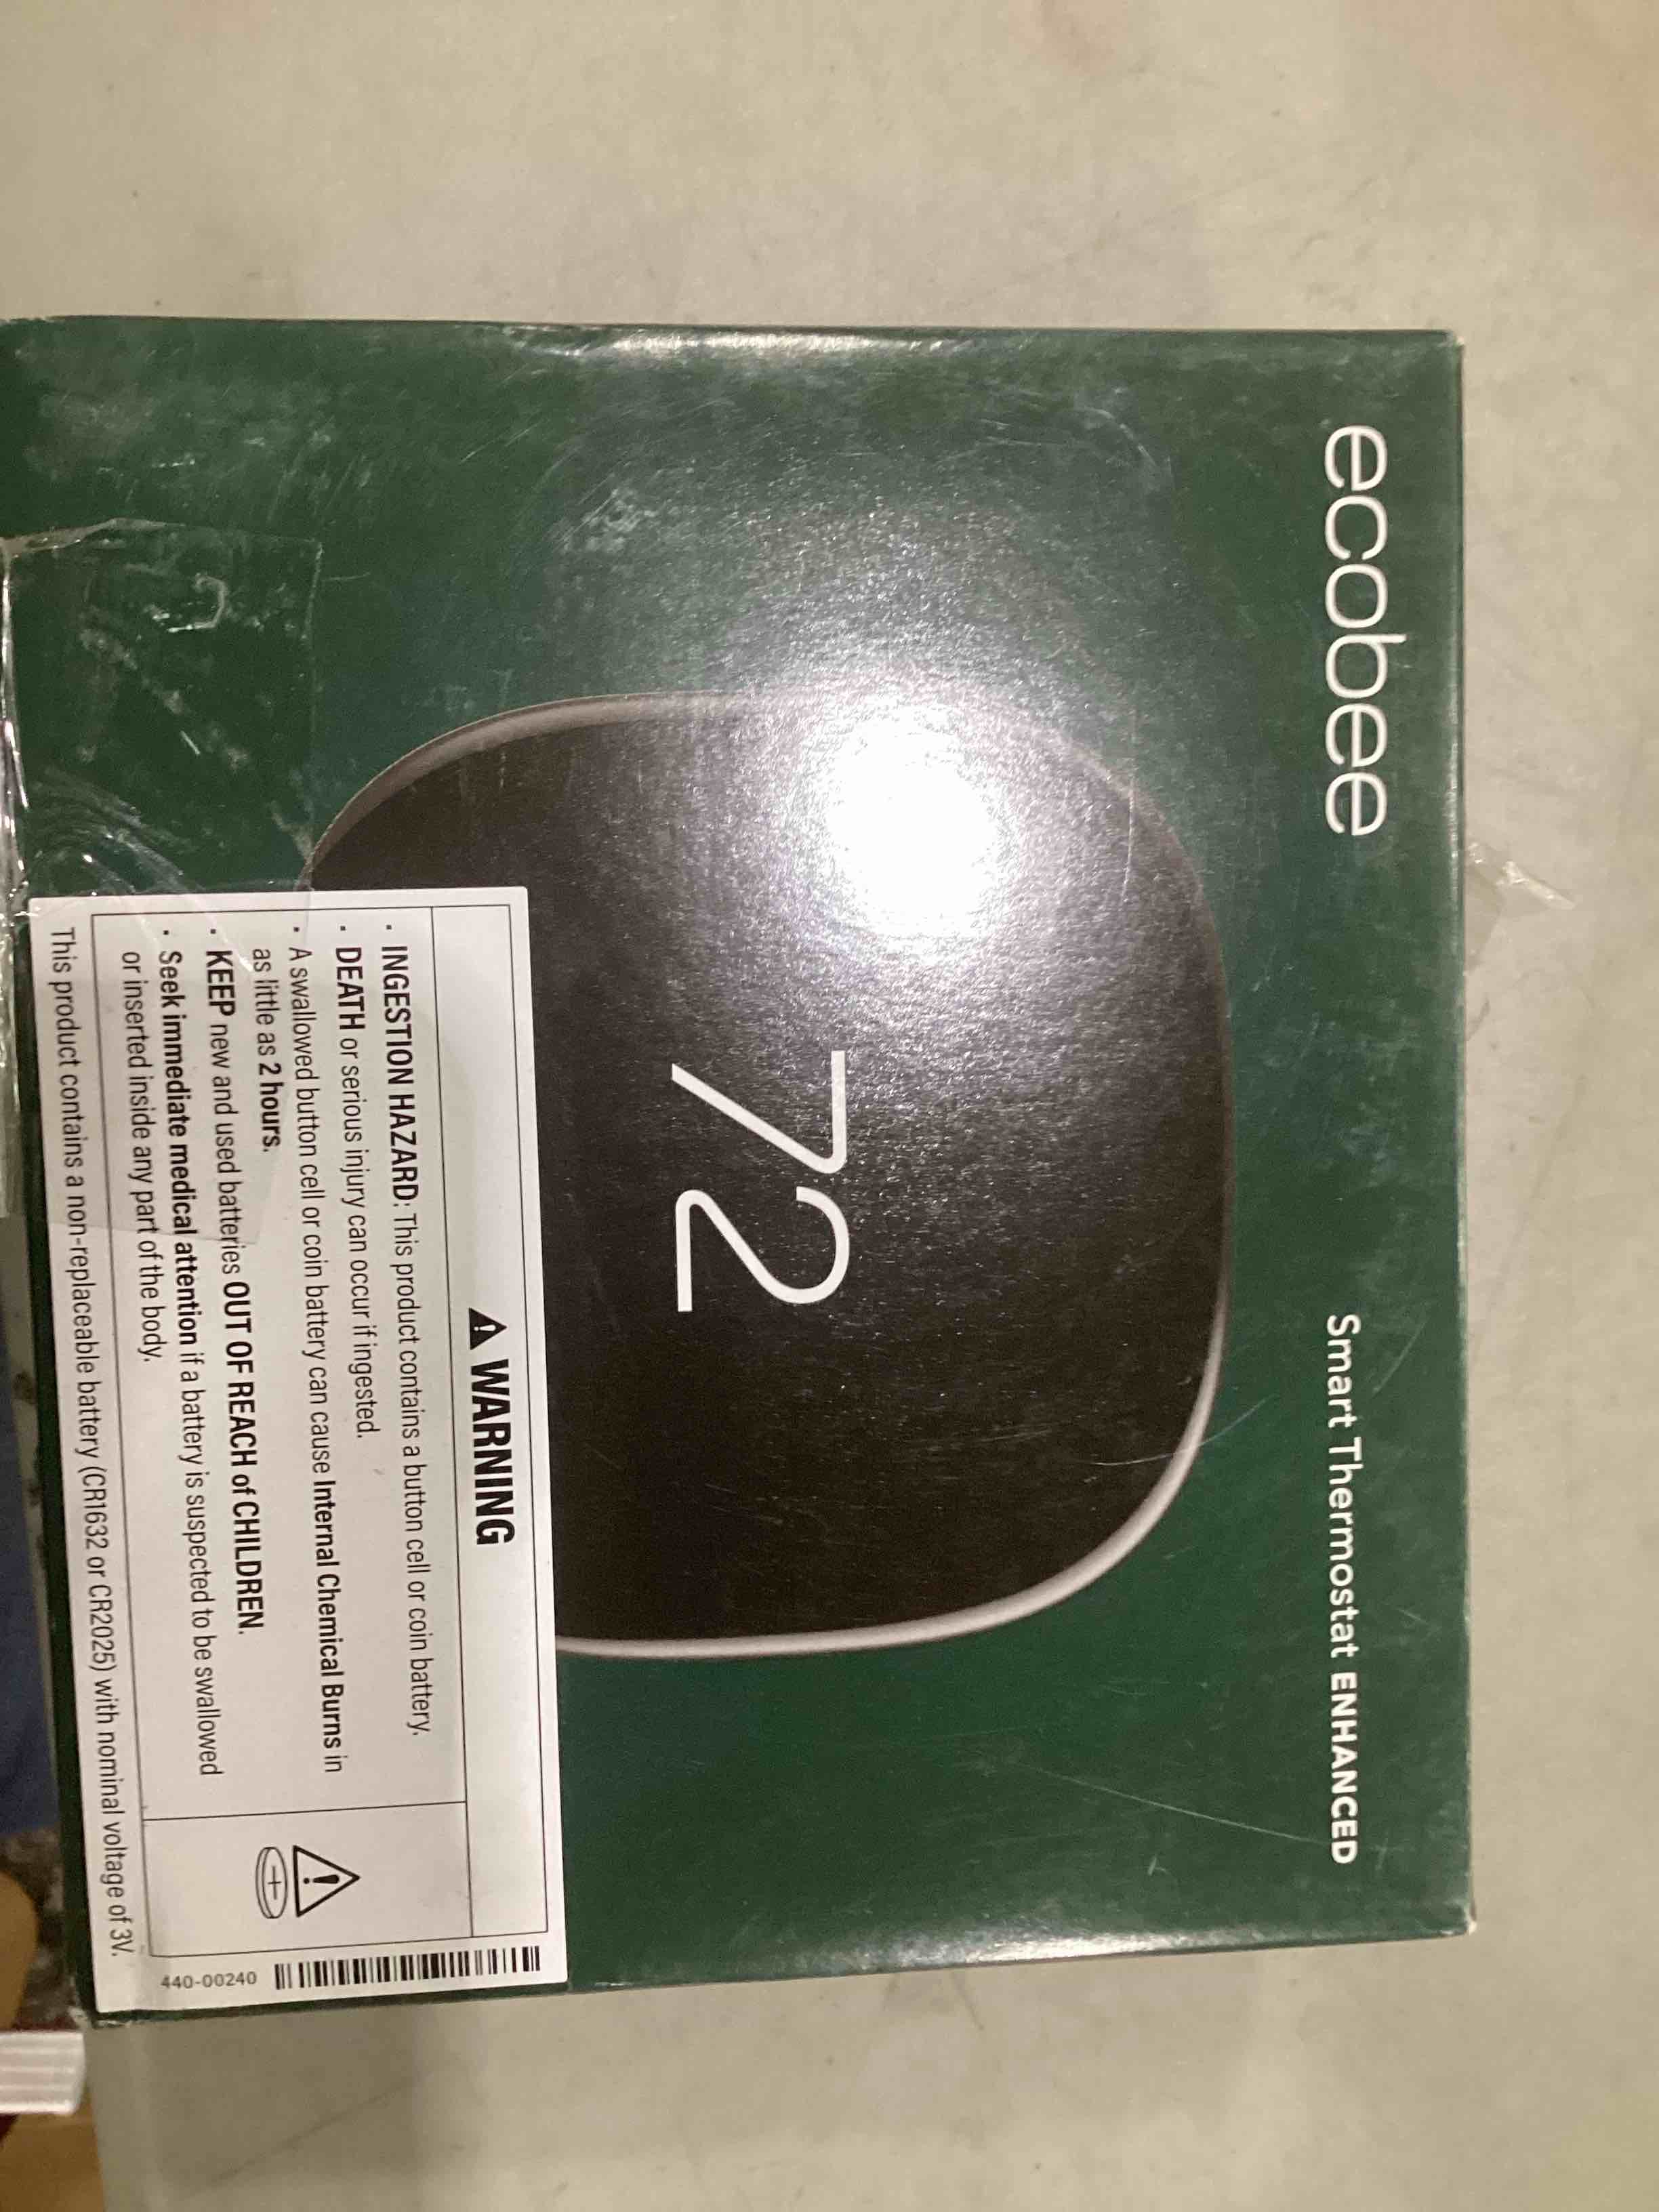 ecobee
Smart Thermostat ENHANCED
72
WARNING
· INGESTION HAZARD: This product contains a button cell or coin battery.
· DEATH or serious injury can occur if ingested.
· A swallowed button cell or coin battery can cause Internal Chemical Burns in
as little as 2 hours.
· KEEP new and used batteries OUT OF REACH of CHILDREN.
· Seek immediate medical attention if a battery is suspected to be swallowed
or inserted inside any part of the body.
This product contains a non-replaceable battery (CR1632 or CR2025) with nominal voltage of 3V.
440-00240